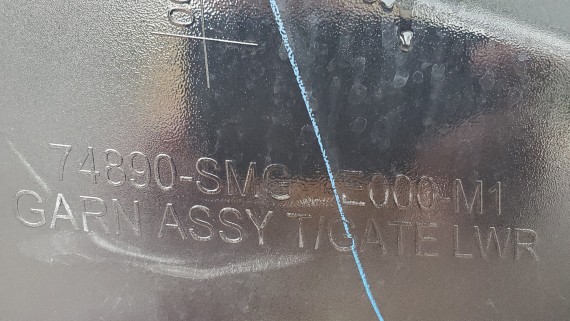 74890-SMG E000-M1
GARN ASSY T/GATE LWR